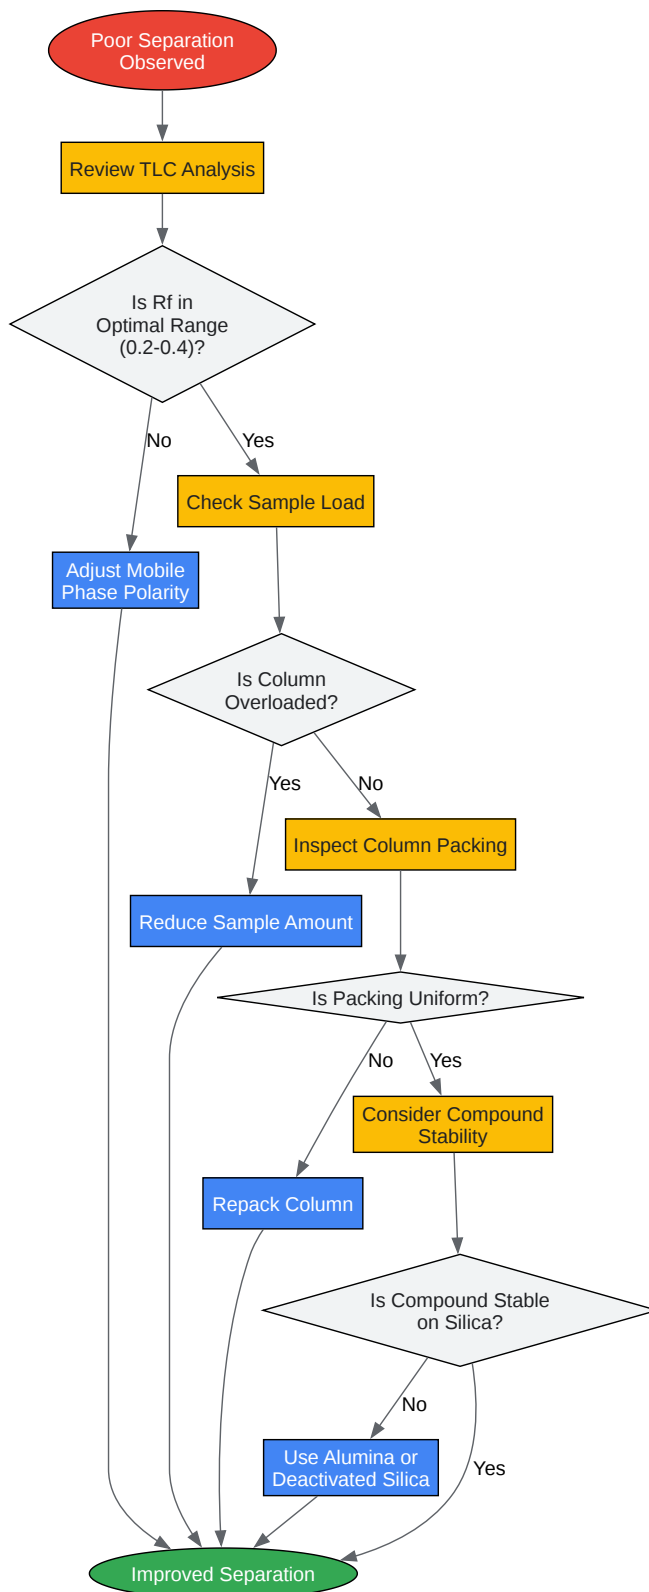 Poor Separation
Observed
Review TLC Analysis
Is Rf in
Optimal Range
(0.2-0.4)?
No
Yes
Check Sample Load
Adjust Mobile
Phase Polarity
Is Column
Overloaded?
Yes
No
Inspect Column Packing
Reduce Sample Amount
Is Packing Uniform?
No
Yes
Consider Compound
Stability
Repack Column
Is Compound Stable
on Silica?
No
Yes
Use Alumina or
Deactivated Silica
Improved Separation